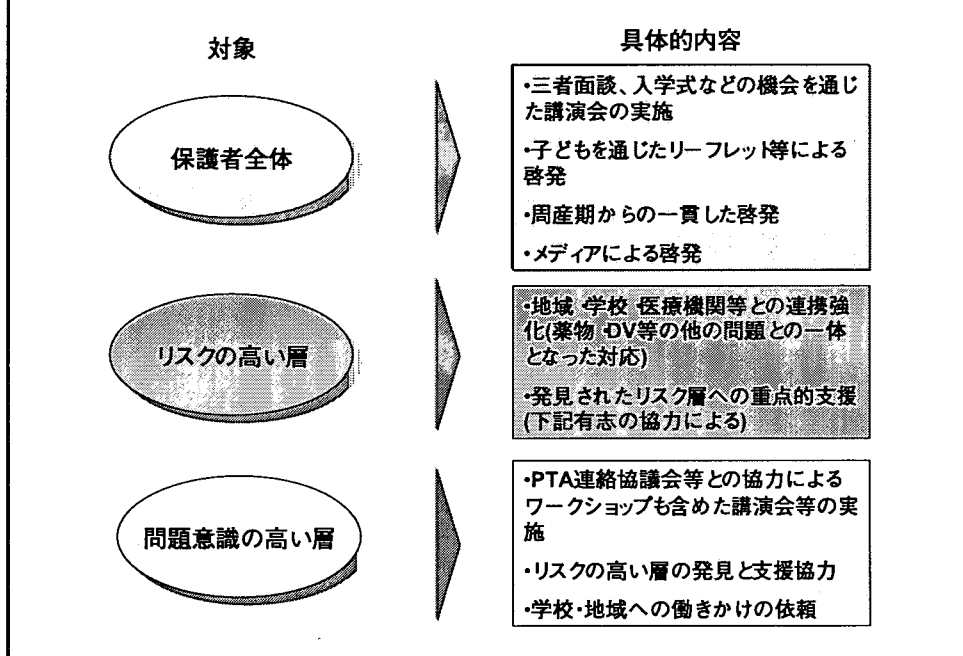 対象
具体的内容
保護者全体
・三者面談、入学式などの機会を通じ
た講演会の実施
・子どもを通じたリーフレット等による
啓発
・周産期からの一貫した啓発
・メディアによる啓発
リスクの高い層
・地域・学校・医療機関等との連携強
化(薬物・DV等の他の問題との一体
となった対応)
・発見されたリスク層への重点的支援
(下記有志の協力による)
問題意識の高い層
・PTA連絡協議会等との協力による
ワークショップも含めた講演会等の実
施
・リスクの高い層の発見と支援協力
・学校・地域への働きかけの依頼